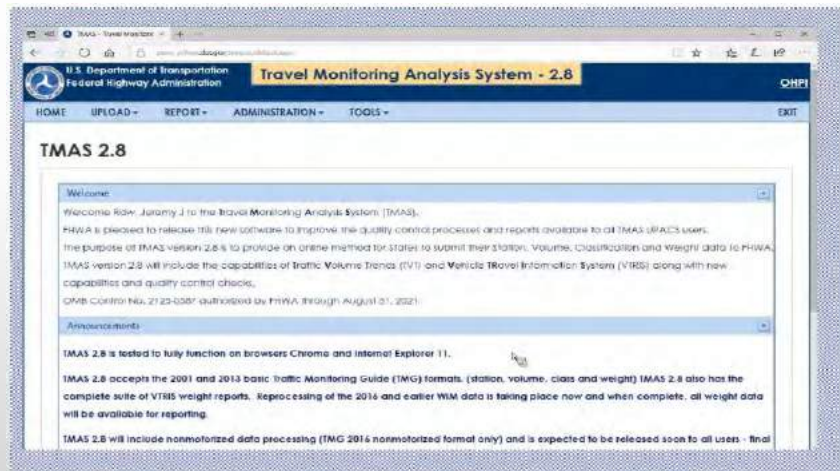 TMAS - Travel Monitoring
U.S. Department of Transportation
Federal Highway Administration
Travel Monitoring Analysis System - 2.8
OHPI
HOME UPLOAD REPORT ADMINISTRATION TOOLS EXIT
TMAS 2.8
Welcome
Welcome Raw, Jeremy J to the Travel Monitoring Analysis System (TMAS).
FHWA is pleased to release this new software to improve the quality control processes and reports available to all TMAS UPACS users.
The purpose of TMAS version 2.8 is to provide an online method for States to submit their Station, Volume, Classification and Weight data to FHWA.
TMAS version 2.8 will include the capabilities of Traffic Volume Trends (TVT) and Vehicle TRavel Information System (VTRIS) along with new
capabilities and quality control checks.
OMB Control No. 2125-0587 authorized by FHWA through August 31, 2021.
Announcements
TMAS 2.8 is tested to fully function on browsers Chrome and Internet Explorer 11.
TMAS 2.8 accepts the 2001 and 2013 basic Traffic Monitoring Guide (TMG) formats. (station, volume, class and weight) TMAS 2.8 also has the
complete suite of VTRIS weight reports. Reprocessing of the 2016 and earlier WIM data is taking place now and when complete, all weight data
will be available for reporting.
TMAS 2.8 will include nonmotorized data processing (TMG 2016 nonmotorized format only) and is expected to be released soon to all users - final